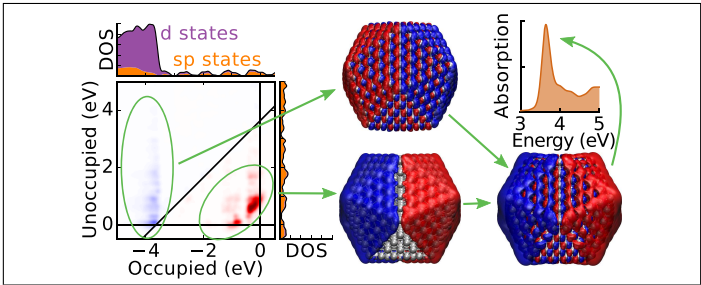 DOS
d states
sp states
Unoccupied (eV)
4
2
0
−4
−2
0
Occupied (eV)
DOS
Absorption
3
4
5
Energy (eV)